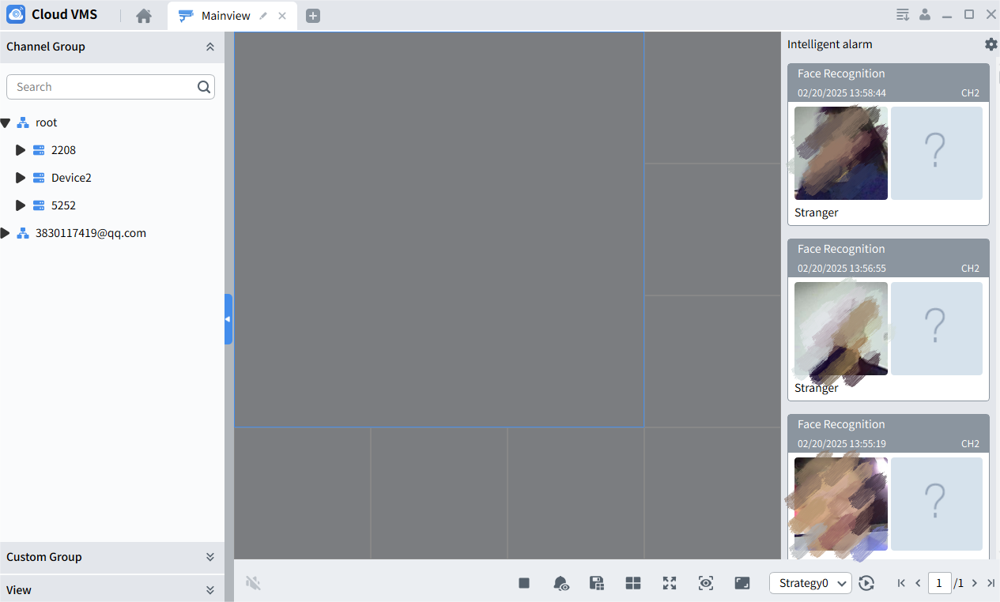 Cloud VMS
Mainview
Channel Group
Search
root
2208
Device2
5252
3830117419@qq.com
Custom Group
View
Intelligent alarm
Face Recognition
02/20/2025 13:58:44 CH2
?
Stranger
Face Recognition
02/20/2025 13:56:55 CH2
?
Stranger
Face Recognition
02/20/2025 13:55:19 CH2
?
Strategy0
1 /1